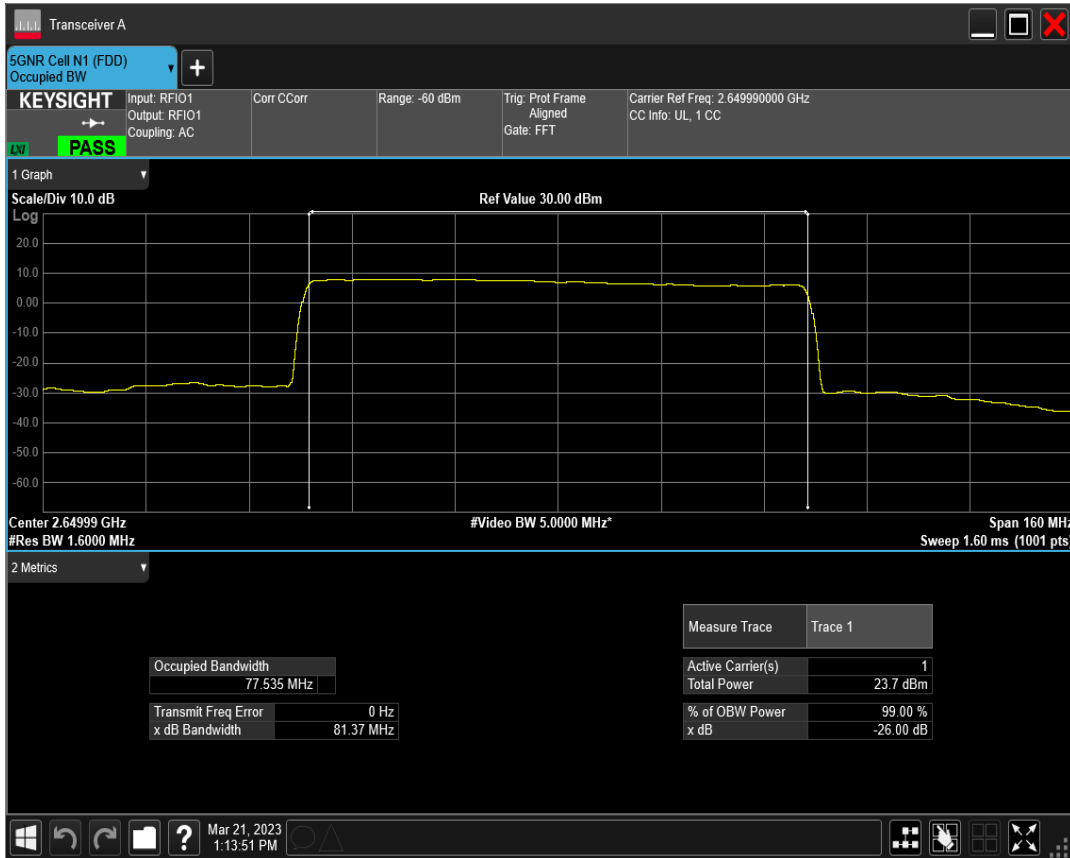 Transceiver A
5GNR Cell N1 (FDD)
Occupied BW
+
KEYSIGHT
LXI
PASS
Input: RFIO1
Output: RFIO1
Coupling: AC
Corr CCorr
Range: -60 dBm
Trig: Prot Frame
Aligned
Gate: FFT
Carrier Ref Freq: 2.649990000 GHz
CC Info: UL, 1 CC
1 Graph
Scale/Div 10.0 dB
Ref Value 30.00 dBm
Log
20.0
10.0
0.00
-10.0
-20.0
-30.0
-40.0
-50.0
-60.0
Center 2.64999 GHz
#Video BW 5.0000 MHz*
Span 160 MHz
#Res BW 1.6000 MHz
Sweep 1.60 ms (1001 pts)
2 Metrics
Measure Trace Trace 1
Occupied Bandwidth
77.535 MHz
Active Carrier(s) 1
Total Power 23.7 dBm
Transmit Freq Error 0 Hz
x dB Bandwidth 81.37 MHz
% of OBW Power 99.00 %
x dB -26.00 dB
?
Mar 21, 2023
1:13:51 PM